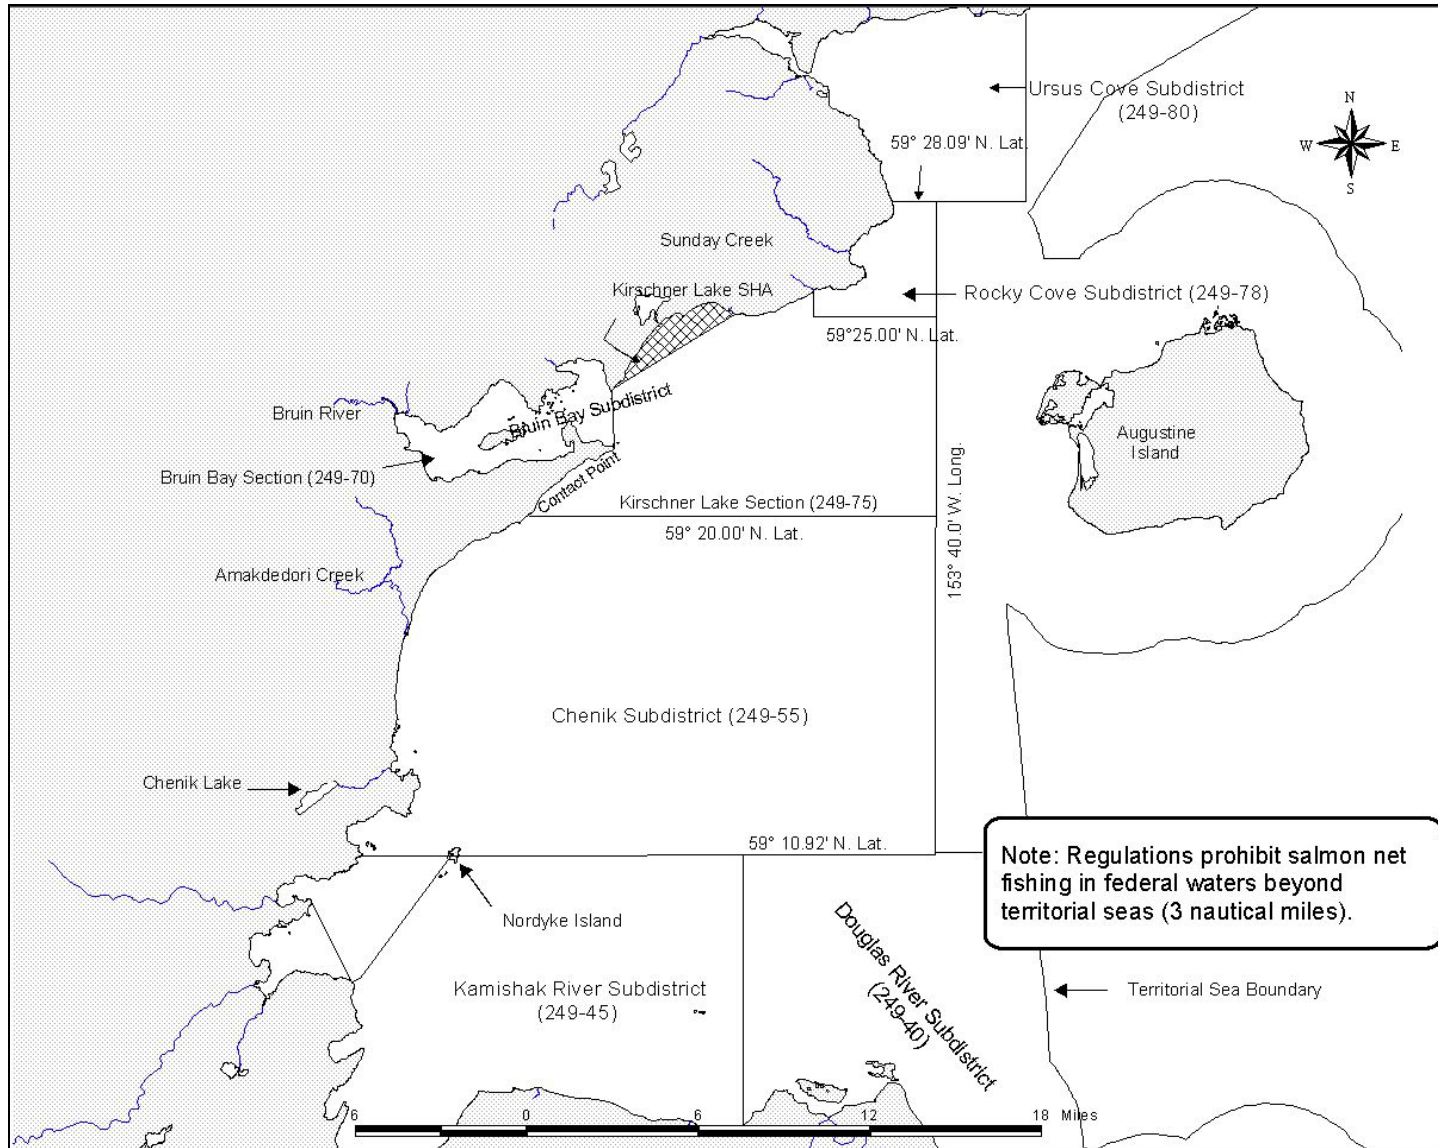 Ursus Cove Subdistrict
(249-80)
N
W
E
S
59° 28.09' N. Lat.
Sunday Creek
Kirschner Lake SHA
Rocky Cove Subdistrict (249-78)
59°25.00' N. Lat.
Bruin Bay Subdistrict
Bruin River
Augustine
Island
Bruin Bay Section (249-70)
Contact Point
Kirschner Lake Section (249-75)
59° 20.00' N. Lat.
153° 40.0' W. Long.
Amakdedori Creek
Chenik Subdistrict (249-55)
Chenik Lake
59° 10.92' N. Lat.
Note: Regulations prohibit salmon net
fishing in federal waters beyond
territorial seas (3 nautical miles).
Nordyke Island
Douglas River Subdistrict
(249-40)
Kamishak River Subdistrict
(249-45)
Territorial Sea Boundary
6 0 6 12 18 Miles